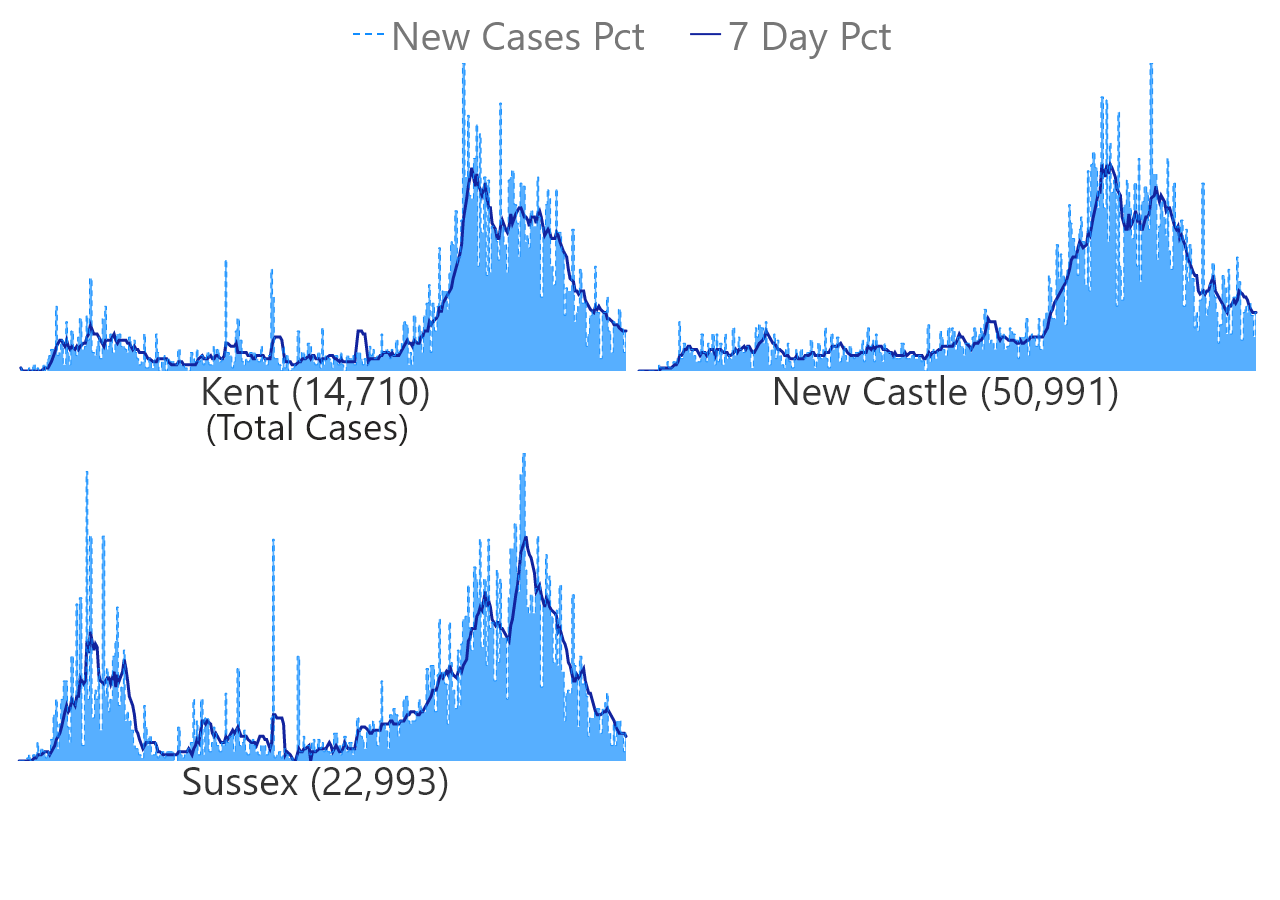 New Cases Pct 7 Day Pct
Kent (14,710) New Castle (50,991)
(Total Cases)
Sussex (22,993)